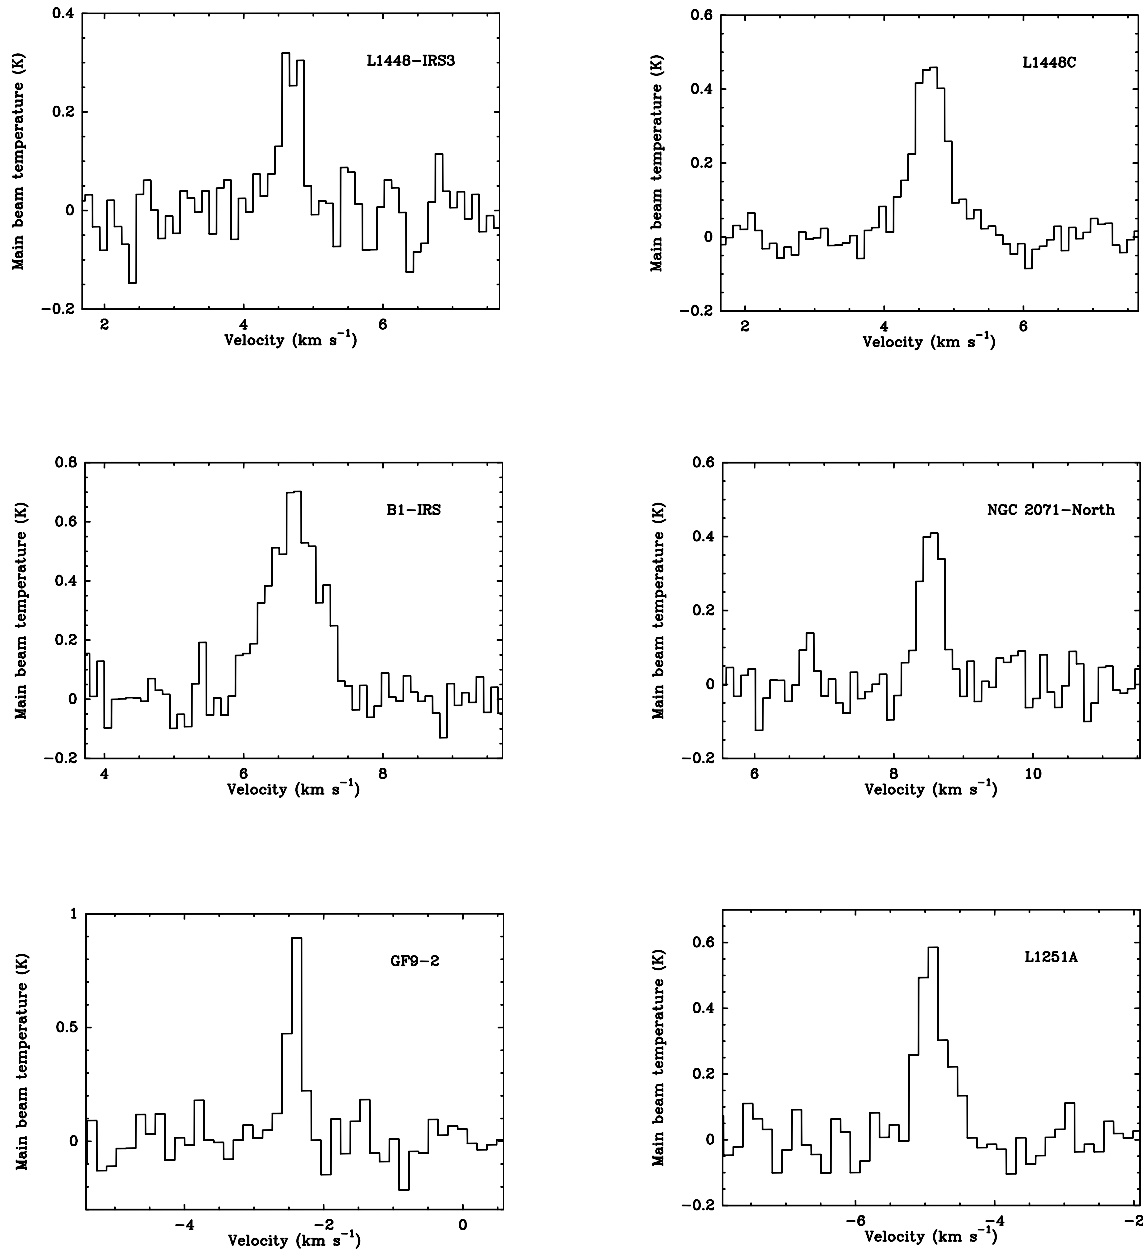 0.4
0.2
0
−0.2
Main beam temperature (K)
L1448−IRS3
2 4 6
Velocity (km s−1)
0.6
0.4
0.2
0
−0.2
Main beam temperature (K)
L1448C
2 4 6
Velocity (km s−1)
0.8
0.6
0.4
0.2
0
−0.2
Main beam temperature (K)
B1−IRS
4 6 8
Velocity (km s−1)
0.6
0.4
0.2
0
−0.2
Main beam temperature (K)
NGC 2071−North
6 8 10
Velocity (km s−1)
1
0.5
0
Main beam temperature (K)
GF9−2
−4 −2 0
Velocity (km s−1)
0.6
0.4
0.2
0
−0.2
Main beam temperature (K)
L1251A
−6 −4 −2
Velocity (km s−1)